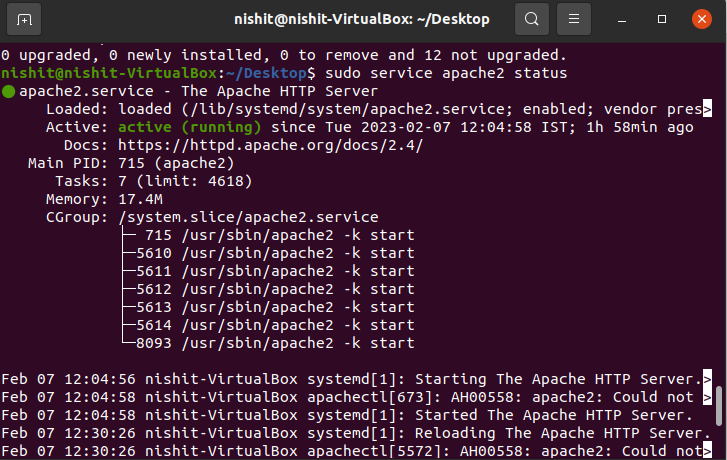 nishit@nishit-VirtualBox: ~/Desktop
0 upgraded, 0 newly installed, 0 to remove and 12 not upgraded.
nishit@nishit-VirtualBox:~/Desktop$ sudo service apache2 status
● apache2.service - The Apache HTTP Server
Loaded: loaded (/lib/systemd/system/apache2.service; enabled; vendor pres>
Active: active (running) since Tue 2023-02-07 12:04:58 IST; 1h 58min ago
Docs: https://httpd.apache.org/docs/2.4/
Main PID: 715 (apache2)
Tasks: 7 (limit: 4618)
Memory: 17.4M
CGroup: /system.slice/apache2.service
├─ 715 /usr/sbin/apache2 -k start
├─5610 /usr/sbin/apache2 -k start
├─5611 /usr/sbin/apache2 -k start
├─5612 /usr/sbin/apache2 -k start
├─5613 /usr/sbin/apache2 -k start
├─5614 /usr/sbin/apache2 -k start
└─8093 /usr/sbin/apache2 -k start
Feb 07 12:04:56 nishit-VirtualBox systemd[1]: Starting The Apache HTTP Server.>
Feb 07 12:04:58 nishit-VirtualBox apachectl[673]: AH00558: apache2: Could not >
Feb 07 12:04:58 nishit-VirtualBox systemd[1]: Started The Apache HTTP Server.
Feb 07 12:30:26 nishit-VirtualBox systemd[1]: Reloading The Apache HTTP Server.
Feb 07 12:30:26 nishit-VirtualBox apachectl[5572]: AH00558: apache2: Could not>